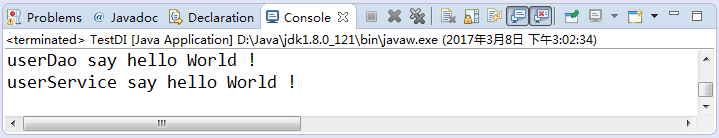 Problems @ Javadoc Declaration Console
<terminated> TestDI [Java Application] D:\Java\jdk1.8.0_121\bin\javaw.exe (2017年3月8日 下午3:02:34)
userDao say hello World !
userService say hello World !